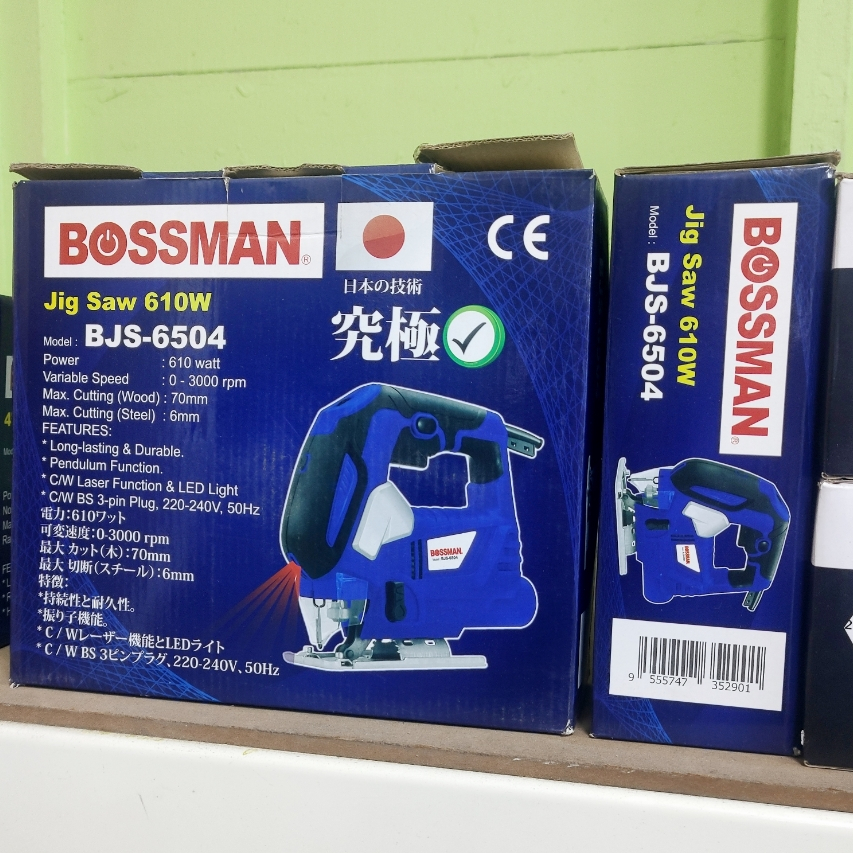 BOSSMAN®
日本の技術
CE
Jig Saw 610W
究極
Model : BJS-6504
Power : 610 watt
Variable Speed : 0 - 3000 rpm
Max. Cutting (Wood) : 70mm
Max. Cutting (Steel) : 6mm
FEATURES:
* Long-lasting & Durable.
* Pendulum Function.
* C/W Laser Function & LED Light
* C/W BS 3-pin Plug, 220-240V, 50Hz
電力:610ワット
可変速度:0-3000 rpm
最大 カット(木):70mm
最大 切断(スチール):6mm
特徴:
*持続性と耐久性。
*振り子機能。
* C / Wレーザー機能とLEDライト
* C / W BS 3ピンプラグ, 220-240V, 50Hz
BOSSMAN
BJS-6504
BOSSMAN®
Jig Saw 610W
Model : BJS-6504
BOSSMAN
9 555747 352901